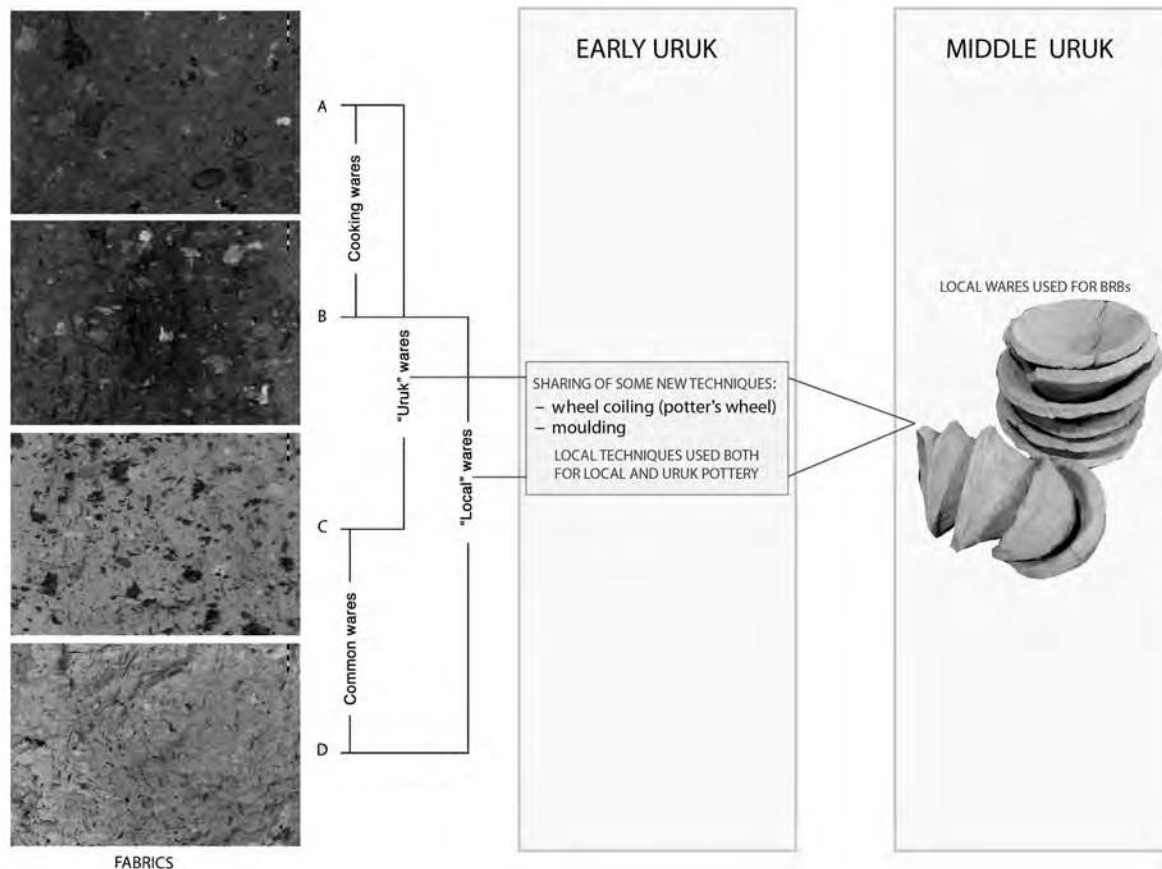 EARLY URUK
MIDDLE URUK
A
Cooking wares
B
"Uruk" wares
"Local" wares
C
Common wares
D
FABRICS
SHARING OF SOME NEW TECHNIQUES:
– wheel coiling (potter's wheel)
– moulding
LOCAL TECHNIQUES USED BOTH
FOR LOCAL AND URUK POTTERY
LOCAL WARES USED FOR BRBs